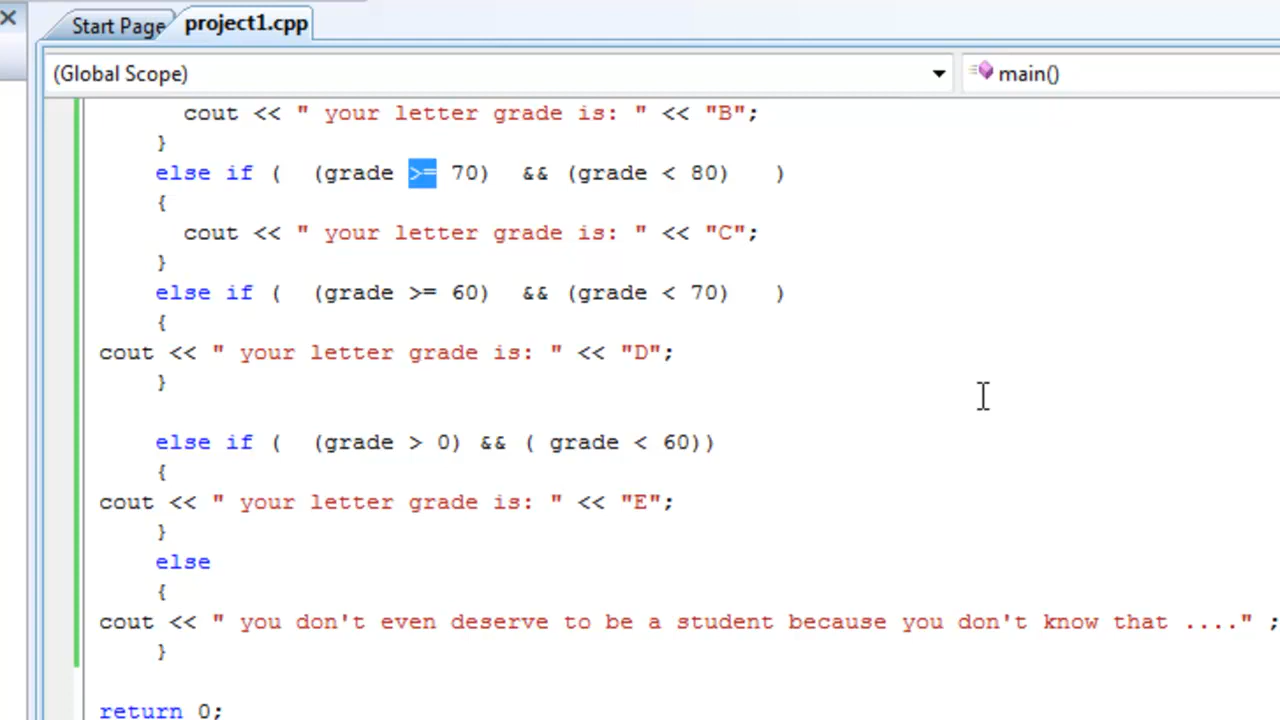 Start Page project1.cpp
(Global Scope) main()
cout << " your letter grade is: " << "B";
}
else if (  (grade >= 70)  && (grade < 80)   )
{
cout << " your letter grade is: " << "C";
}
else if (  (grade >= 60)  && (grade < 70)   )
{
cout << " your letter grade is: " << "D";
}
else if (  (grade > 0) && ( grade < 60))
{
cout << " your letter grade is: " << "E";
}
else
{
cout << " you don't even deserve to be a student because you don't know that ...." ;
}
return 0;